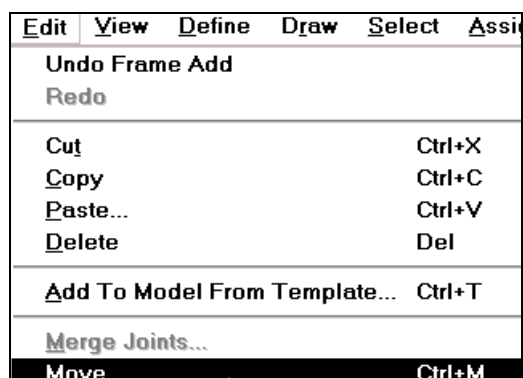 Edit View Define Draw Select Assi
Undo Frame Add
Redo
Cut Ctrl+X
Copy Ctrl+C
Paste... Ctrl+V
Delete Del
Add To Model From Template... Ctrl+T
Merge Joints...
Move Ctrl+M